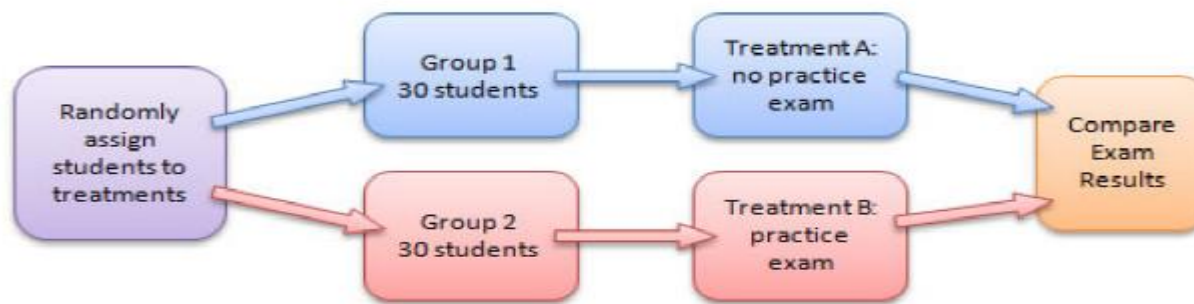 Randomly
assign
students to
treatments
Group 1
30 students
Treatment A:
no practice
exam
Group 2
30 students
Treatment B:
practice
exam
Compare
Exam
Results